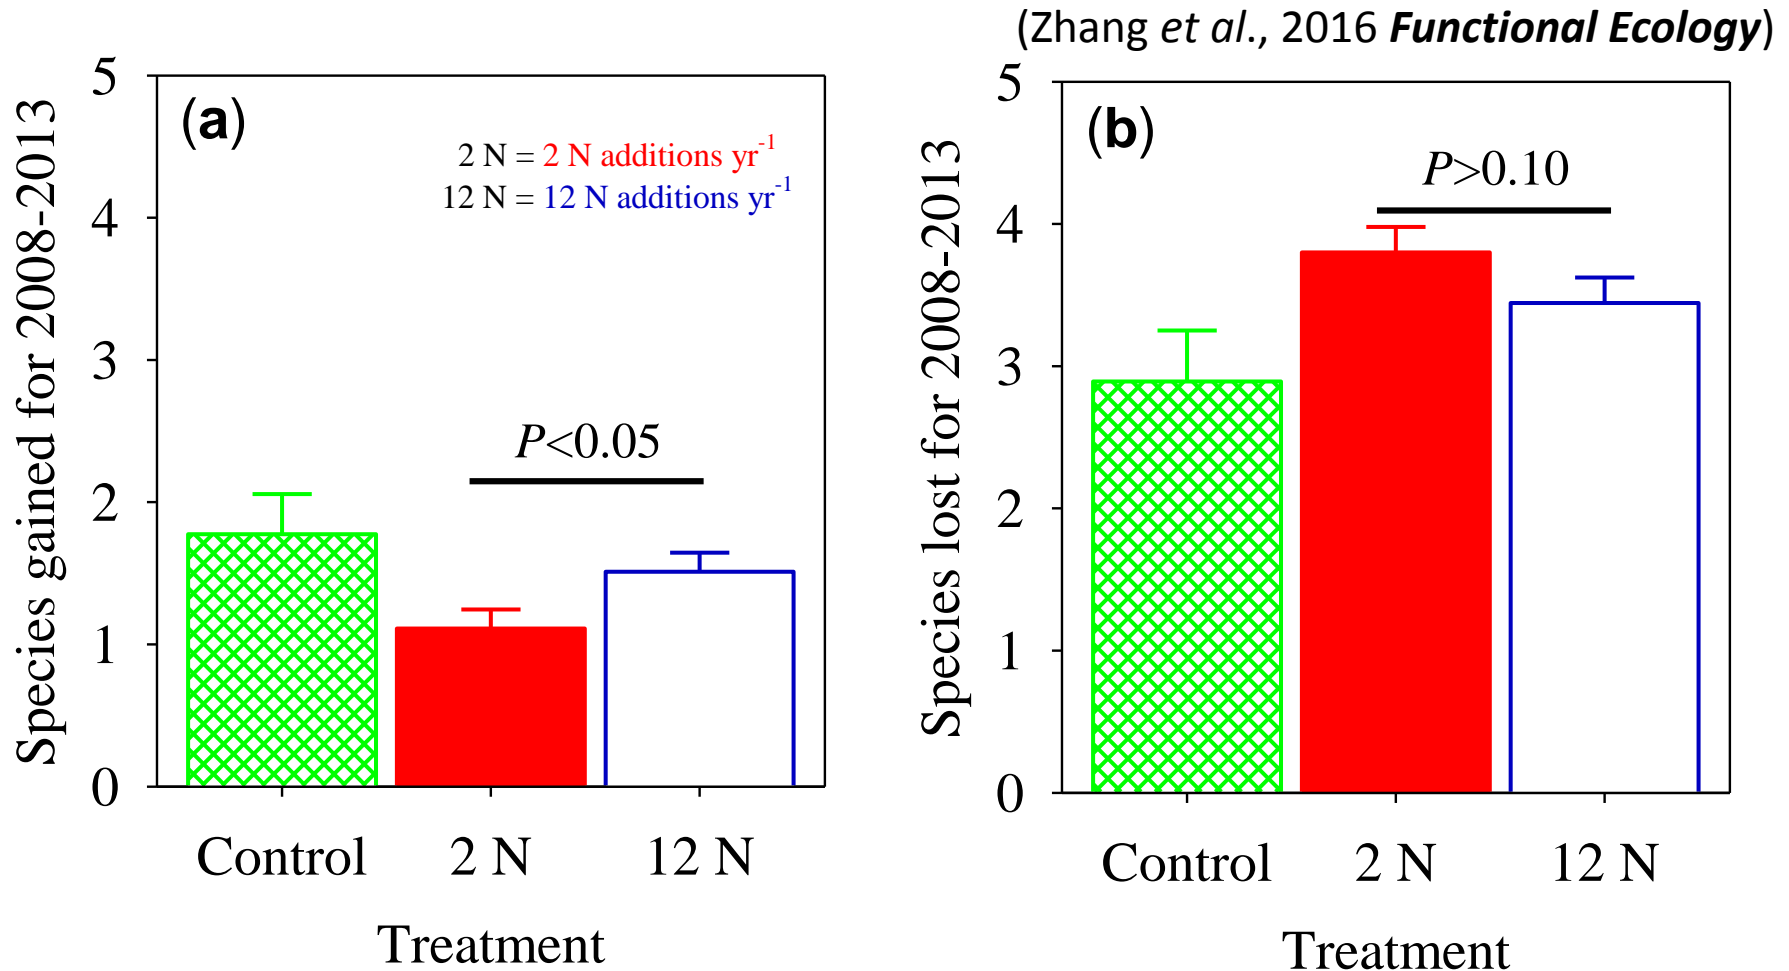 (Zhang et al., 2016 Functional Ecology)
(a)
2 N = 2 N additions yr-1
12 N = 12 N additions yr-1
P<0.05
Species gained for 2008-2013
5
4
3
2
1
0
Control 2 N 12 N
Treatment
(b)
P>0.10
Species lost for 2008-2013
5
4
3
2
1
0
Control 2 N 12 N
Treatment